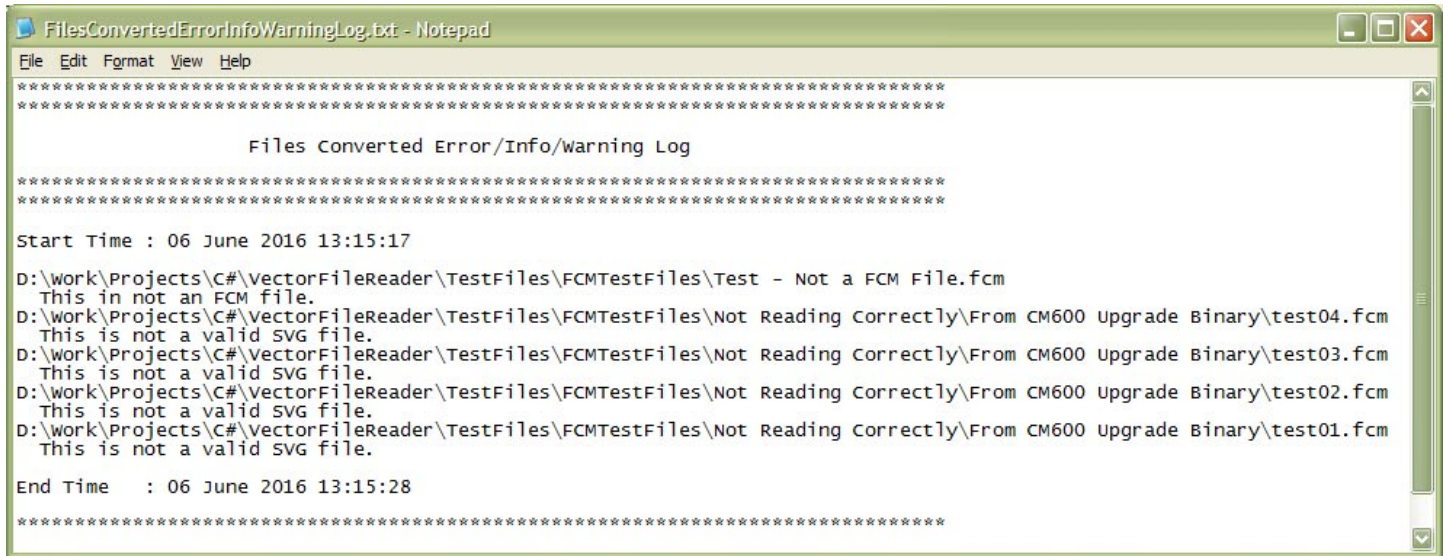 FilesConvertedErrorInfoWarningLog.txt - Notepad
File Edit Format View Help
********************************************************************************
********************************************************************************
Files Converted Error/Info/Warning Log
********************************************************************************
********************************************************************************
Start Time : 06 June 2016 13:15:17
D:\Work\Projects\C#\VectorFileReader\TestFiles\FCMTestFiles\Test - Not a FCM File.fcm
This in not an FCM file.
D:\Work\Projects\C#\VectorFileReader\TestFiles\FCMTestFiles\Not Reading Correctly\From CM600 Upgrade Binary\test04.fcm
This is not a valid SVG file.
D:\Work\Projects\C#\VectorFileReader\TestFiles\FCMTestFiles\Not Reading Correctly\From CM600 Upgrade Binary\test03.fcm
This is not a valid SVG file.
D:\Work\Projects\C#\VectorFileReader\TestFiles\FCMTestFiles\Not Reading Correctly\From CM600 Upgrade Binary\test02.fcm
This is not a valid SVG file.
D:\Work\Projects\C#\VectorFileReader\TestFiles\FCMTestFiles\Not Reading Correctly\From CM600 Upgrade Binary\test01.fcm
This is not a valid SVG file.
End Time : 06 June 2016 13:15:28
********************************************************************************